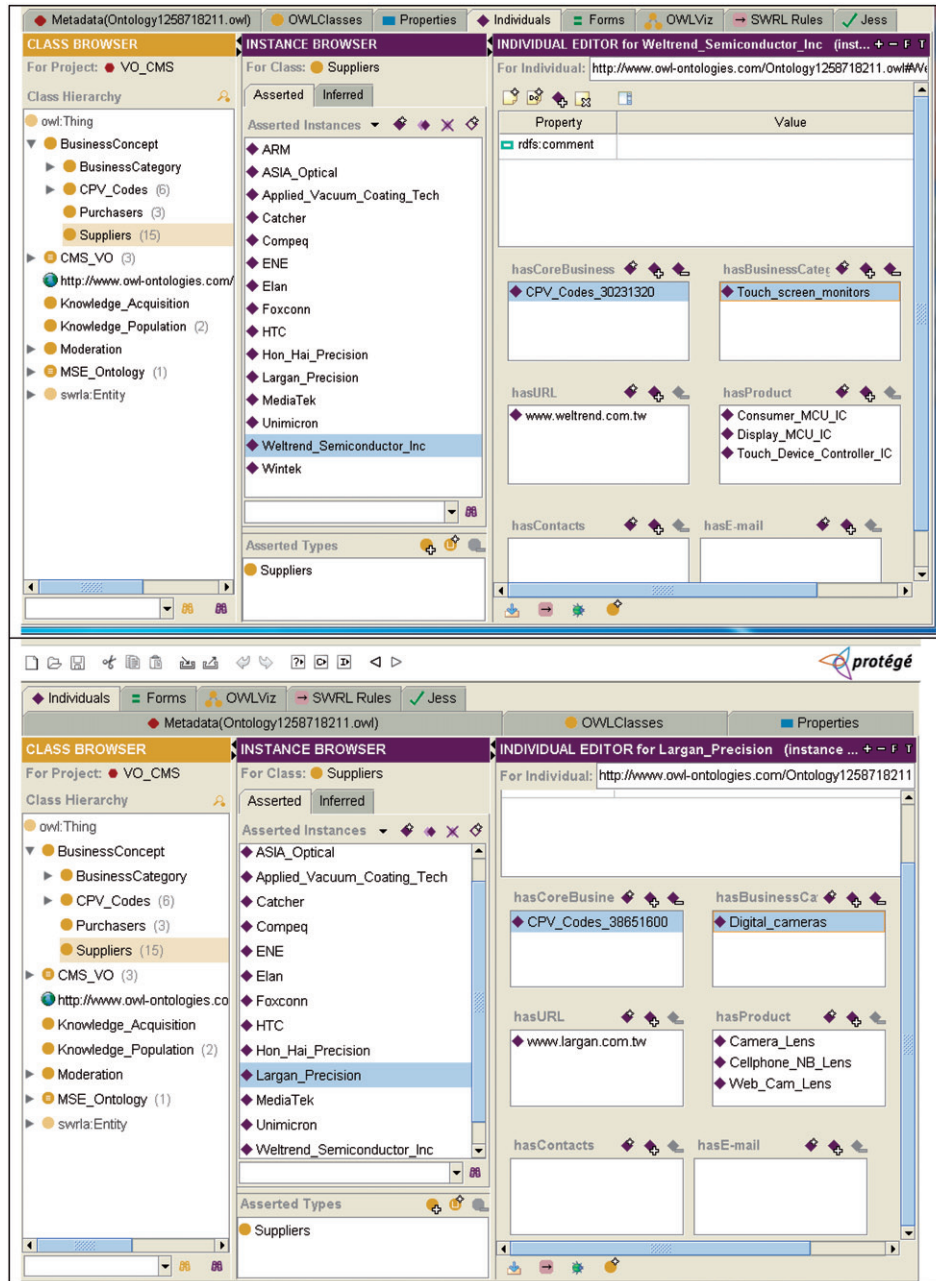 Metadata(Ontology1258718211.owl) OWLClasses Properties Individuals Forms OWLViz SWRL Rules Jess
CLASS BROWSER
For Project: VO_CMS
Class Hierarchy
owl:Thing
BusinessConcept
BusinessCategory
CPV_Codes (6)
Purchasers (3)
Suppliers (15)
CMS_VO (3)
http://www.owl-ontologies.com/
Knowledge_Acquisition
Knowledge_Population (2)
Moderation
MSE_Ontology (1)
swrla:Entity
INSTANCE BROWSER
For Class: Suppliers
Asserted Inferred
Asserted Instances
ARM
ASIA_Optical
Applied_Vacuum_Coating_Tech
Catcher
Compeq
ENE
Elan
Foxconn
HTC
Hon_Hai_Precision
Largan_Precision
MediaTek
Unimicron
Weltrend_Semiconductor_Inc
Wintek
Asserted Types
Suppliers
INDIVIDUAL EDITOR for Weltrend_Semiconductor_Inc (inst... + - F T
For Individual: http://www.owl-ontologies.com/Ontology1258718211.owl#We
Property Value
rdfs:comment
hasCoreBusiness hasBusinessCateg
CPV_Codes_30231320 Touch_screen_monitors
hasURL hasProduct
www.weltrend.com.tw Consumer_MCU_IC
Display_MCU_IC
Touch_Device_Controller_IC
hasContacts hasE-mail
protégé
Individuals Forms OWLViz SWRL Rules Jess
Metadata(Ontology1258718211.owl) OWLClasses Properties
CLASS BROWSER
For Project: VO_CMS
Class Hierarchy
owl:Thing
BusinessConcept
BusinessCategory
CPV_Codes (6)
Purchasers (3)
Suppliers (15)
CMS_VO (3)
http://www.owl-ontologies.co
Knowledge_Acquisition
Knowledge_Population (2)
Moderation
MSE_Ontology (1)
swrla:Entity
INSTANCE BROWSER
For Class: Suppliers
Asserted Inferred
Asserted Instances
ASIA_Optical
Applied_Vacuum_Coating_Tech
Catcher
Compeq
ENE
Elan
Foxconn
HTC
Hon_Hai_Precision
Largan_Precision
MediaTek
Unimicron
Weltrend_Semiconductor_Inc
Asserted Types
Suppliers
INDIVIDUAL EDITOR for Largan_Precision (instance ... + - F T
For Individual: http://www.owl-ontologies.com/Ontology1258718211
hasCoreBusine hasBusinessCa
CPV_Codes_38651600 Digital_cameras
hasURL hasProduct
www.largan.com.tw Camera_Lens
Cellphone_NB_Lens
Web_Cam_Lens
hasContacts hasE-mail